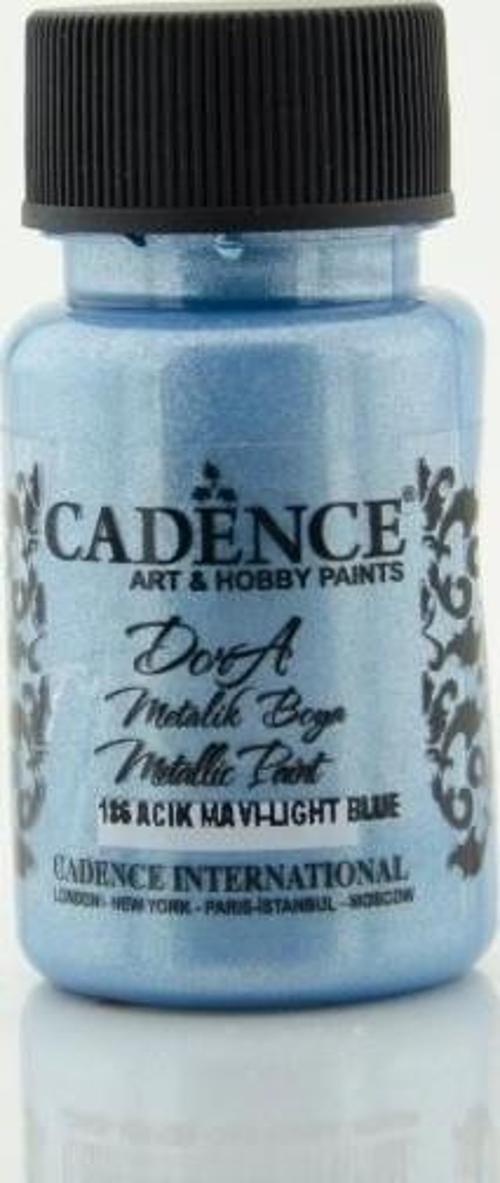 CADENCE®
ART & HOBBY PAINTS
DorA
Metalik Boya
Metallic Paint
186 ACIK MAVI-LIGHT BLUE
CADENCE INTERNATIONAL
LONDON - NEW YORK - PARIS-İSTANBUL - MOSCOW